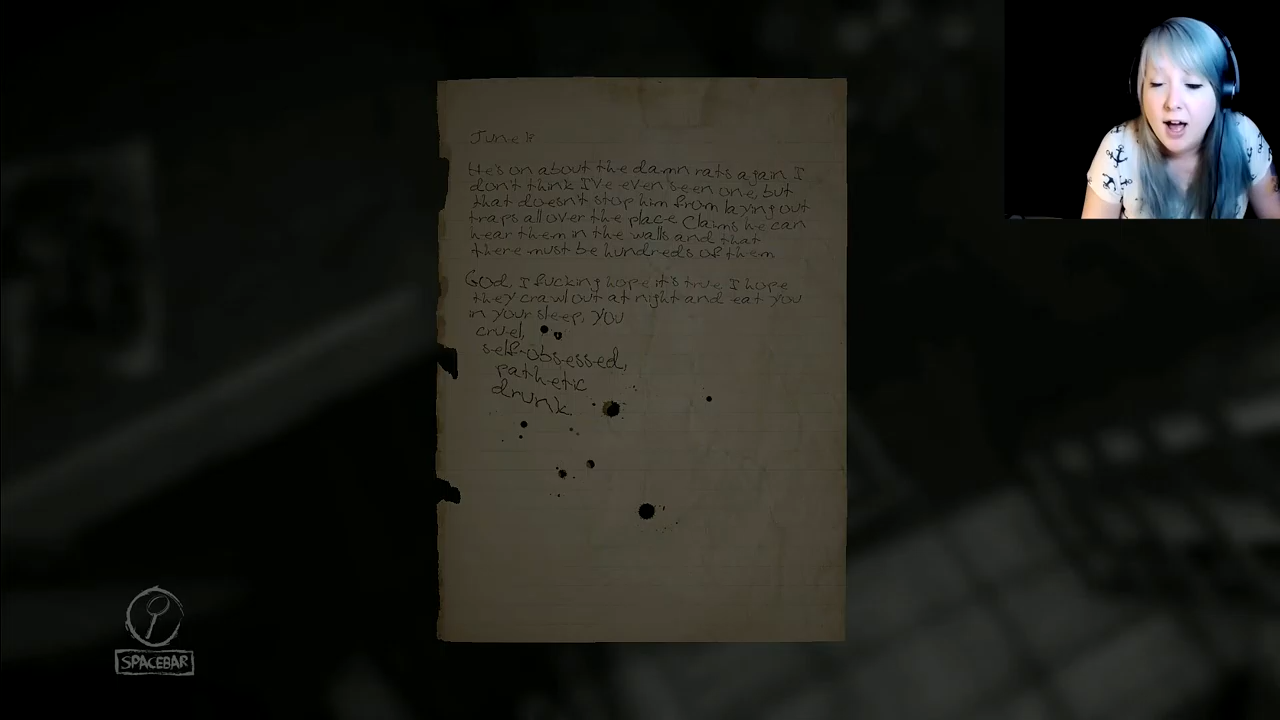 June 18
He's on about the damn rats again I
don't think I've even seen one, but
that doesn't stop him from laying out
traps all over the place Claims he can
hear them in the walls and that
there must be hundreds of them
God, I fucking hope it's true I hope
they crawl out at night and eat you
in your sleep, you
cruel,
self-obsessed,
pathetic
drunk
SPACEBAR